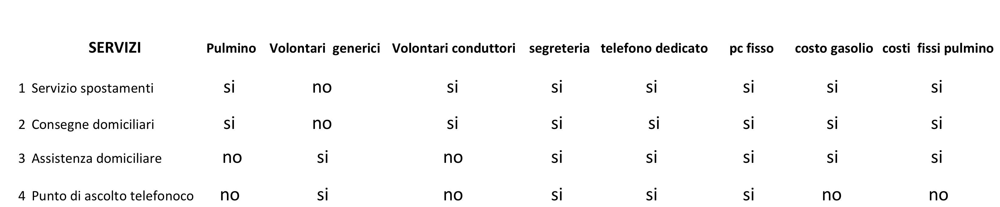 SERVIZI Pulmino Volontari generici Volontari conduttori segreteria telefono dedicato pc fisso costo gasolio costi fissi pulmino
1 Servizio spostamenti si no si si si si si si
2 Consegne domiciliari si no si si si si si si
3 Assistenza domiciliare no si no si si si si si
4 Punto di ascolto telefonoco no si no si si si no no